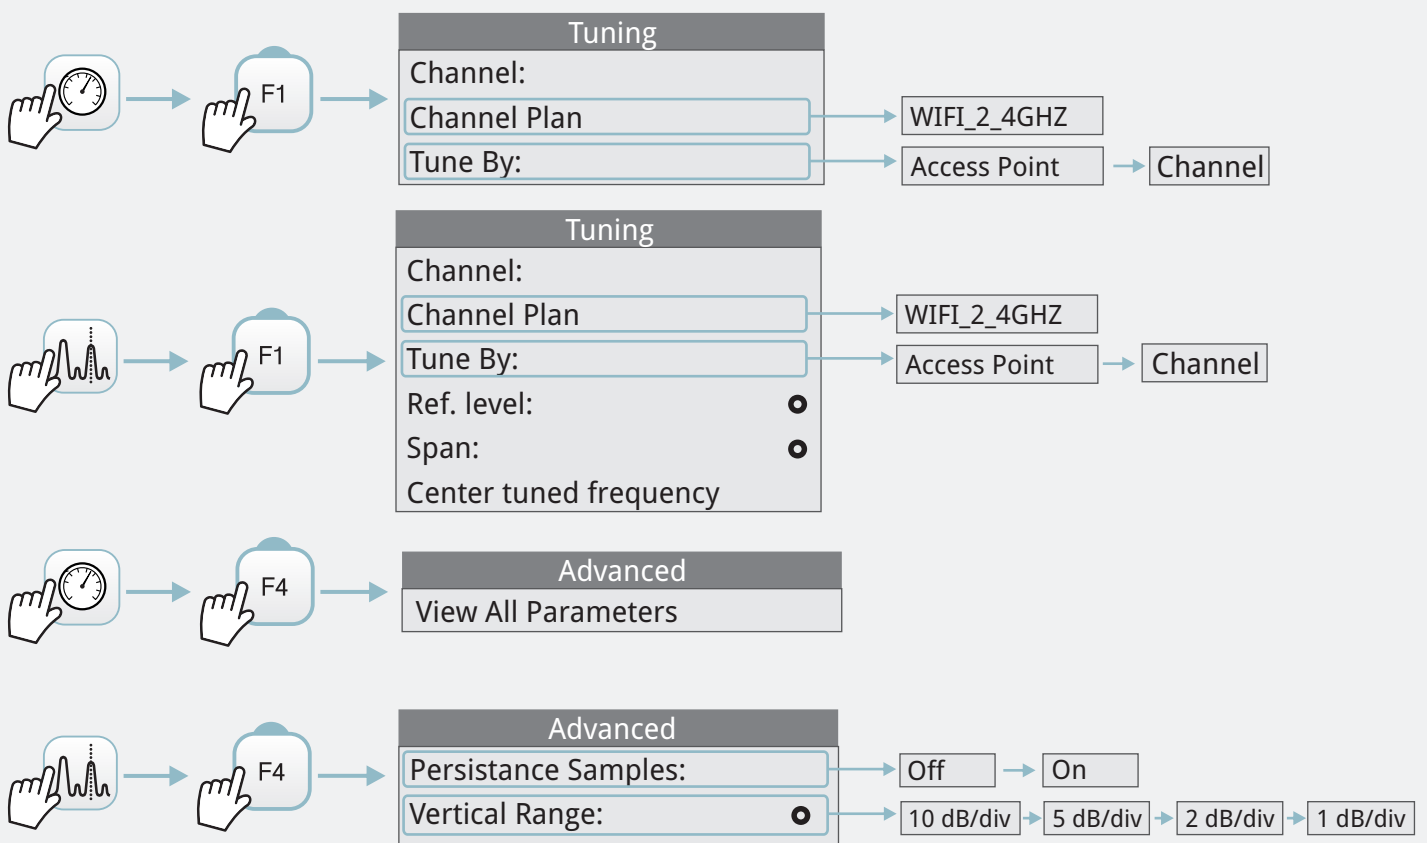 Tuning
Channel:
F1
Channel Plan
WIFI_2_4GHZ
Tune By:
Access Point
Channel
Tuning
Channel:
Channel Plan
WIFI_2_4GHZ
F1
Tune By:
Access Point
Channel
Ref. level:
Span:
Center tuned frequency
Advanced
F4
View All Parameters
Advanced
F4
Persistance Samples:
Off
On
Vertical Range:
10 dB/div
5 dB/div
2 dB/div
1 dB/div